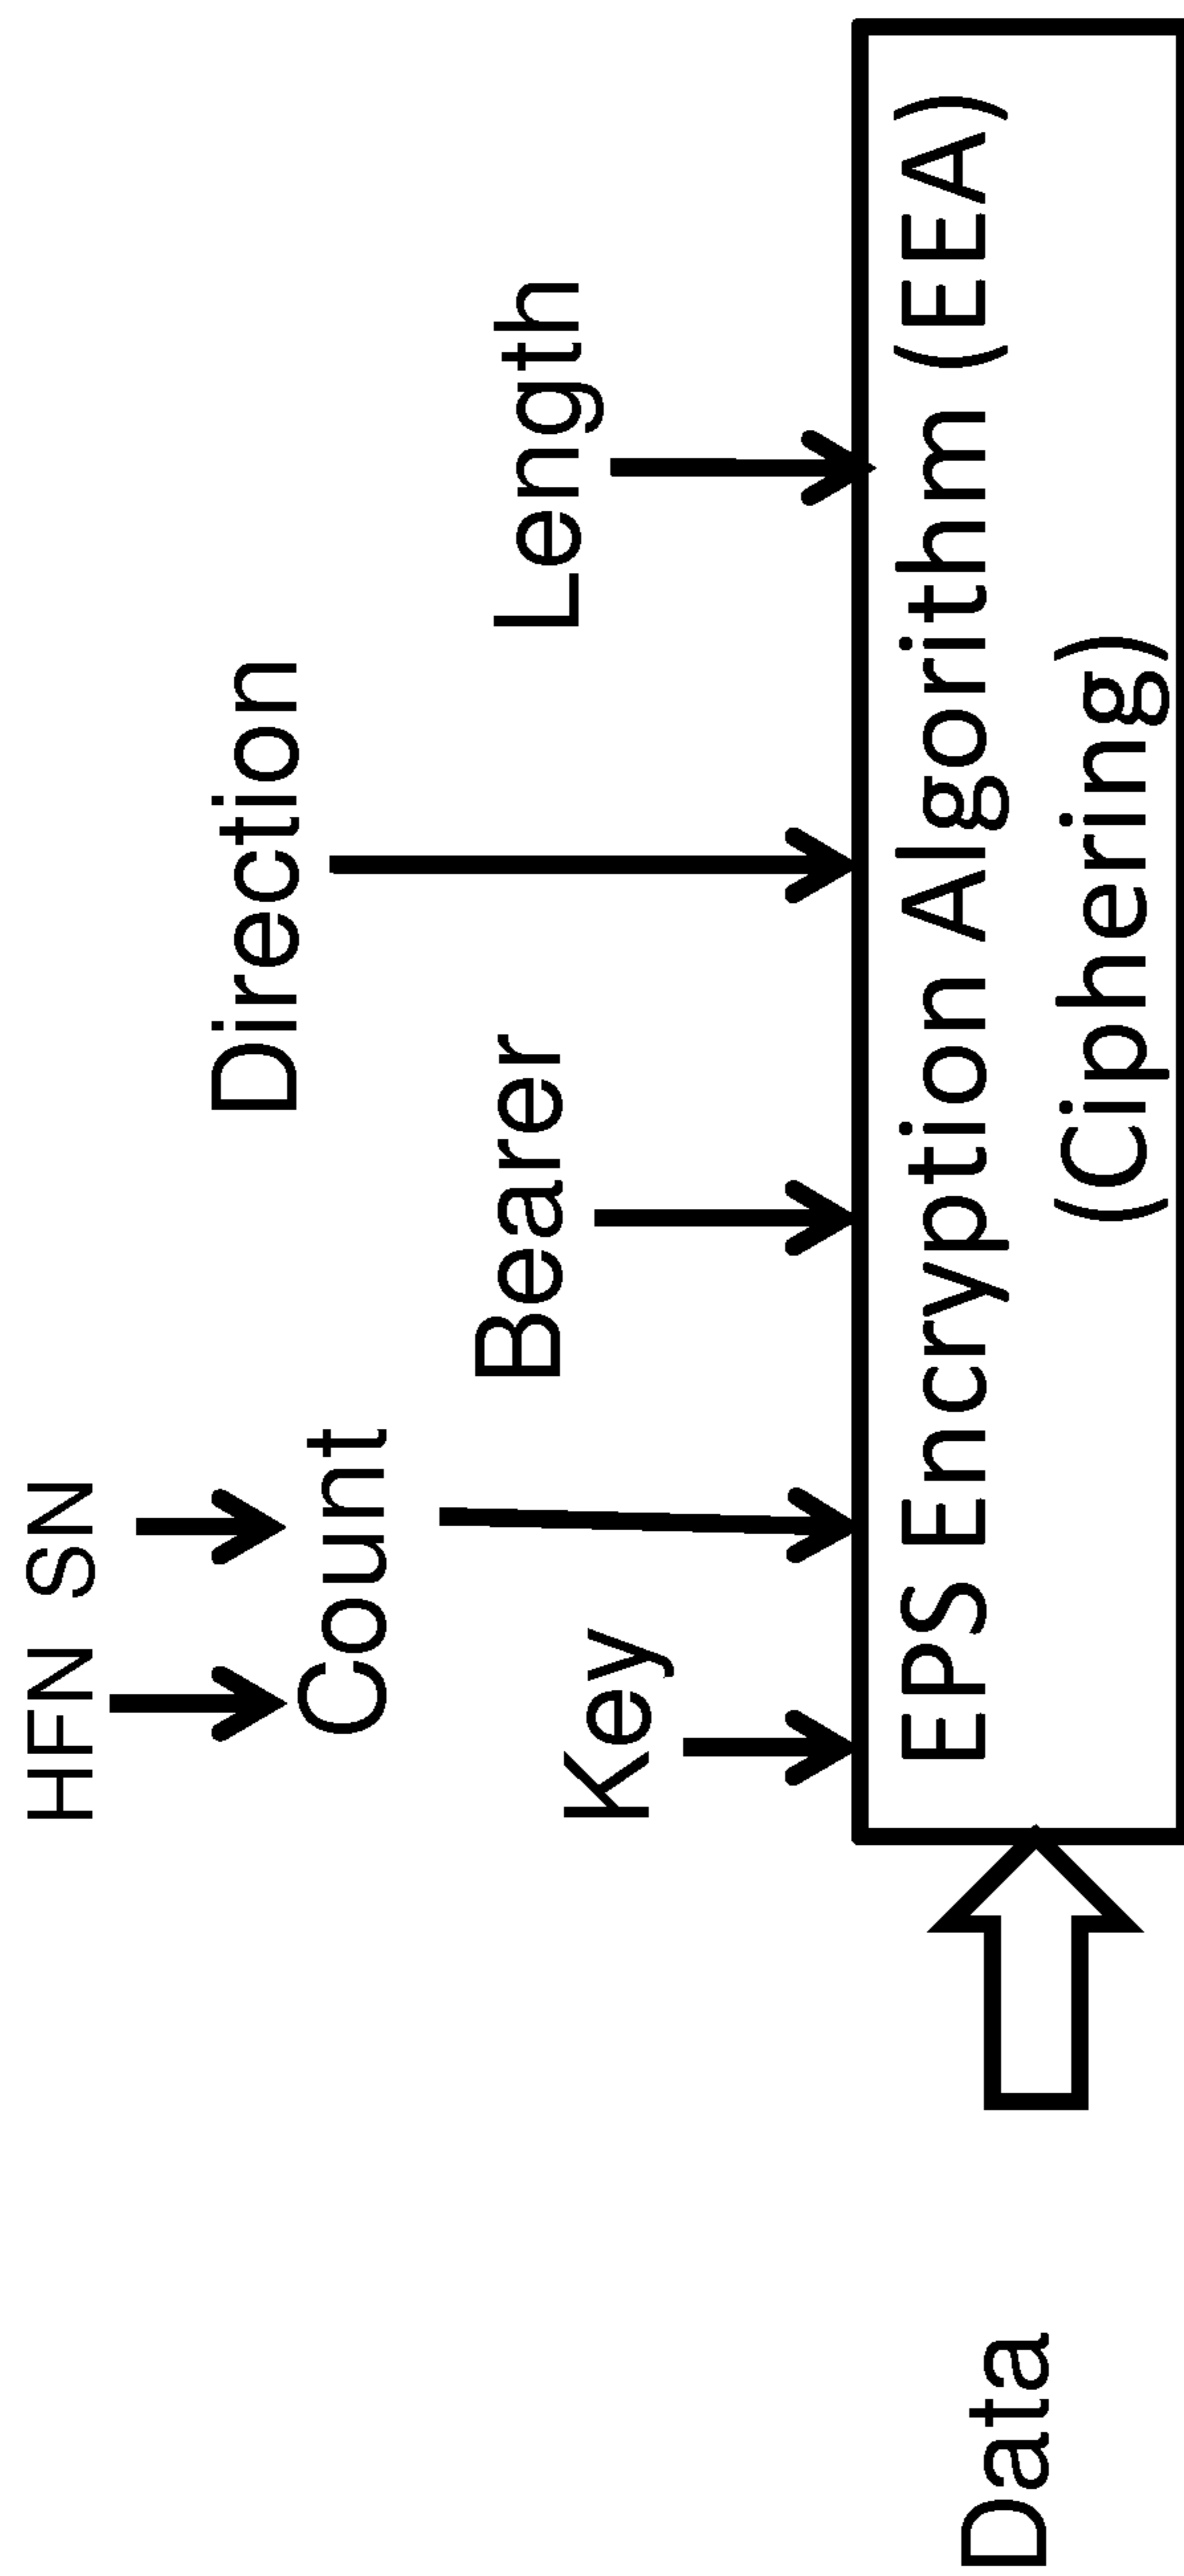 HFN SN
Direction
Count
Bearer
Length
Key
EPS Encryption Algorithm (EEA)
(Ciphering)
Data